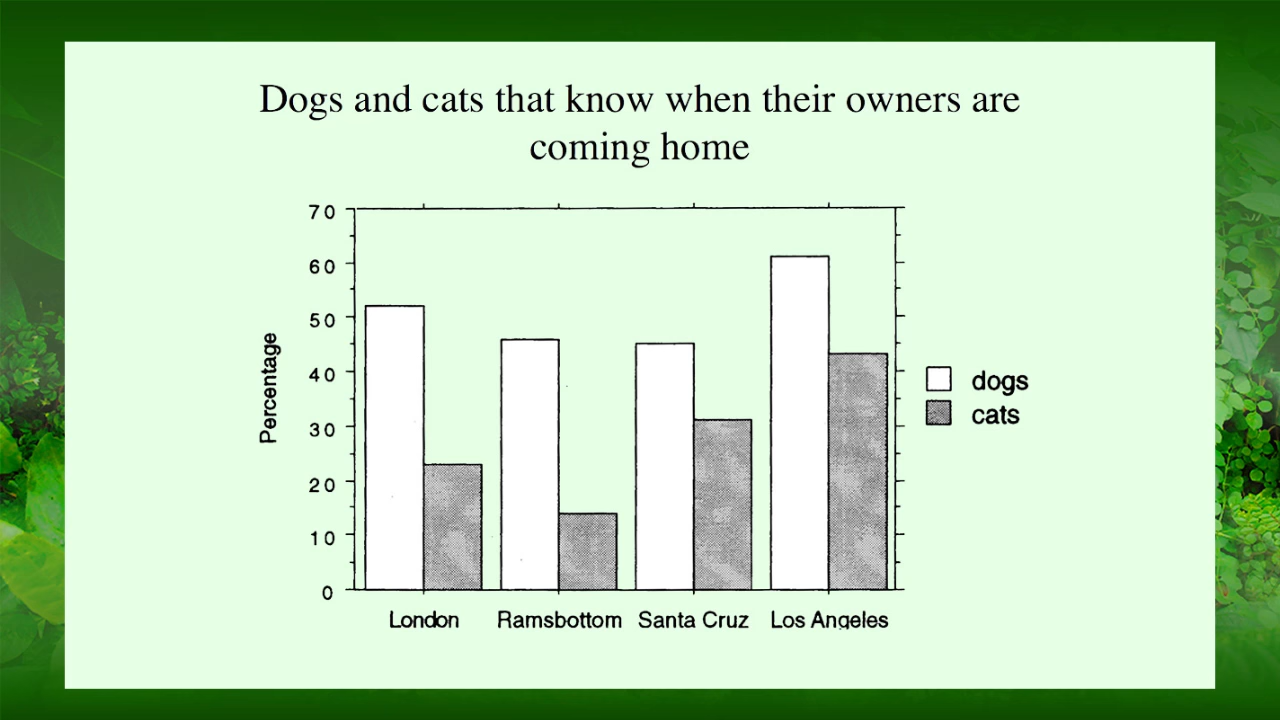 Dogs and cats that know when their owners are
coming home
70
60
50
40
30
20
10
0
Percentage
dogs
cats
London Ramsbottom Santa Cruz Los Angeles